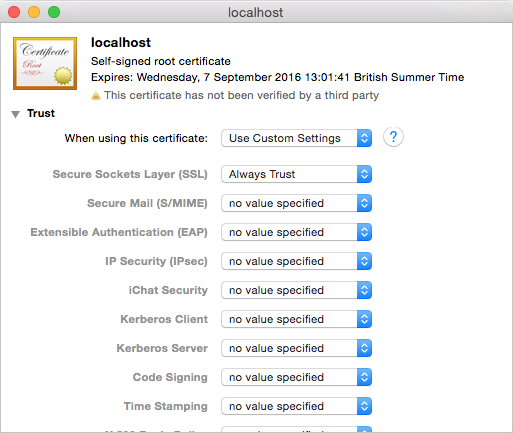 localhost
Certificate
Root
localhost
Self-signed root certificate
Expires: Wednesday, 7 September 2016 13:01:41 British Summer Time
This certificate has not been verified by a third party
Trust
When using this certificate: Use Custom Settings ?
Secure Sockets Layer (SSL) Always Trust
Secure Mail (S/MIME) no value specified
Extensible Authentication (EAP) no value specified
IP Security (IPsec) no value specified
iChat Security no value specified
Kerberos Client no value specified
Kerberos Server no value specified
Code Signing no value specified
Time Stamping no value specified